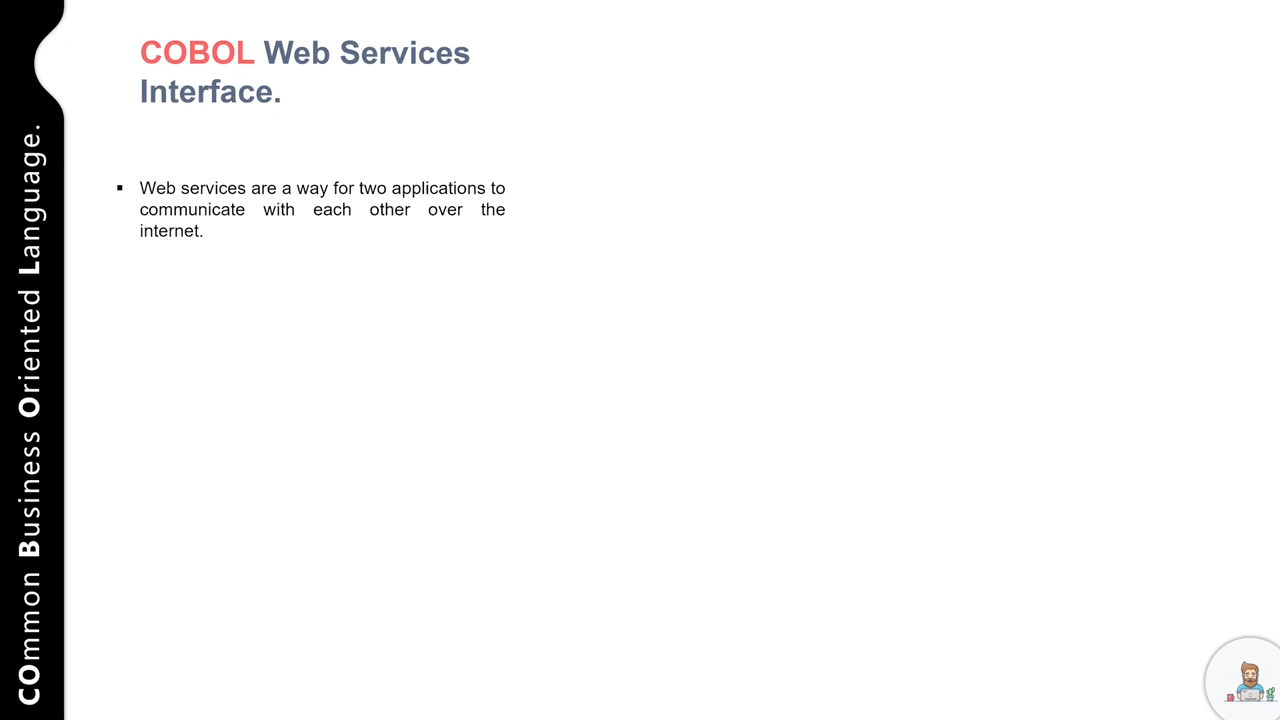 COBOL Web Services
Interface.
▪ Web services are a way for two applications to
communicate with each other over the
internet.
COmmon Business Oriented Language.